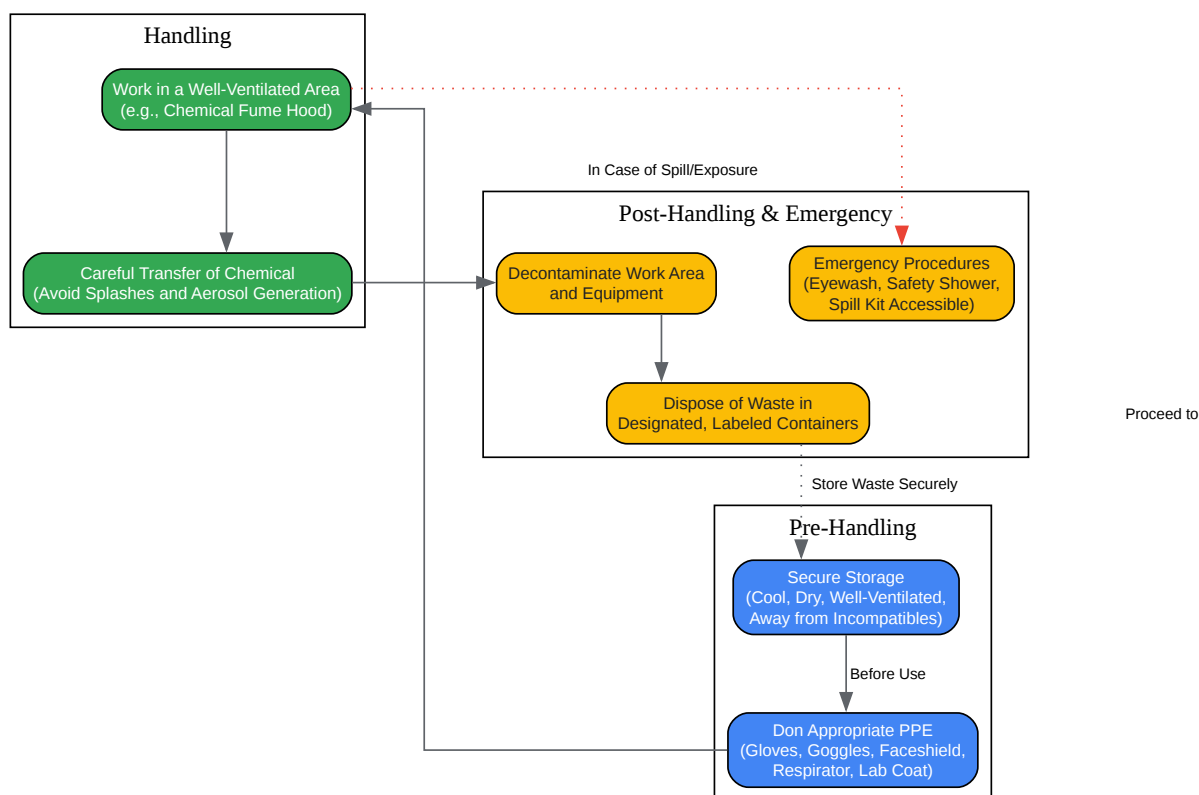 Handling
Work in a Well-Ventilated Area
(e.g., Chemical Fume Hood)
In Case of Spill/Exposure
Post-Handling & Emergency
Careful Transfer of Chemical
(Avoid Splashes and Aerosol Generation)
Decontaminate Work Area
and Equipment
Emergency Procedures
(Eyewash, Safety Shower,
Spill Kit Accessible)
Dispose of Waste in
Designated, Labeled Containers
Proceed to
Store Waste Securely
Pre-Handling
Secure Storage
(Cool, Dry, Well-Ventilated,
Away from Incompatibles)
Before Use
Don Appropriate PPE
(Gloves, Goggles, Faceshield,
Respirator, Lab Coat)